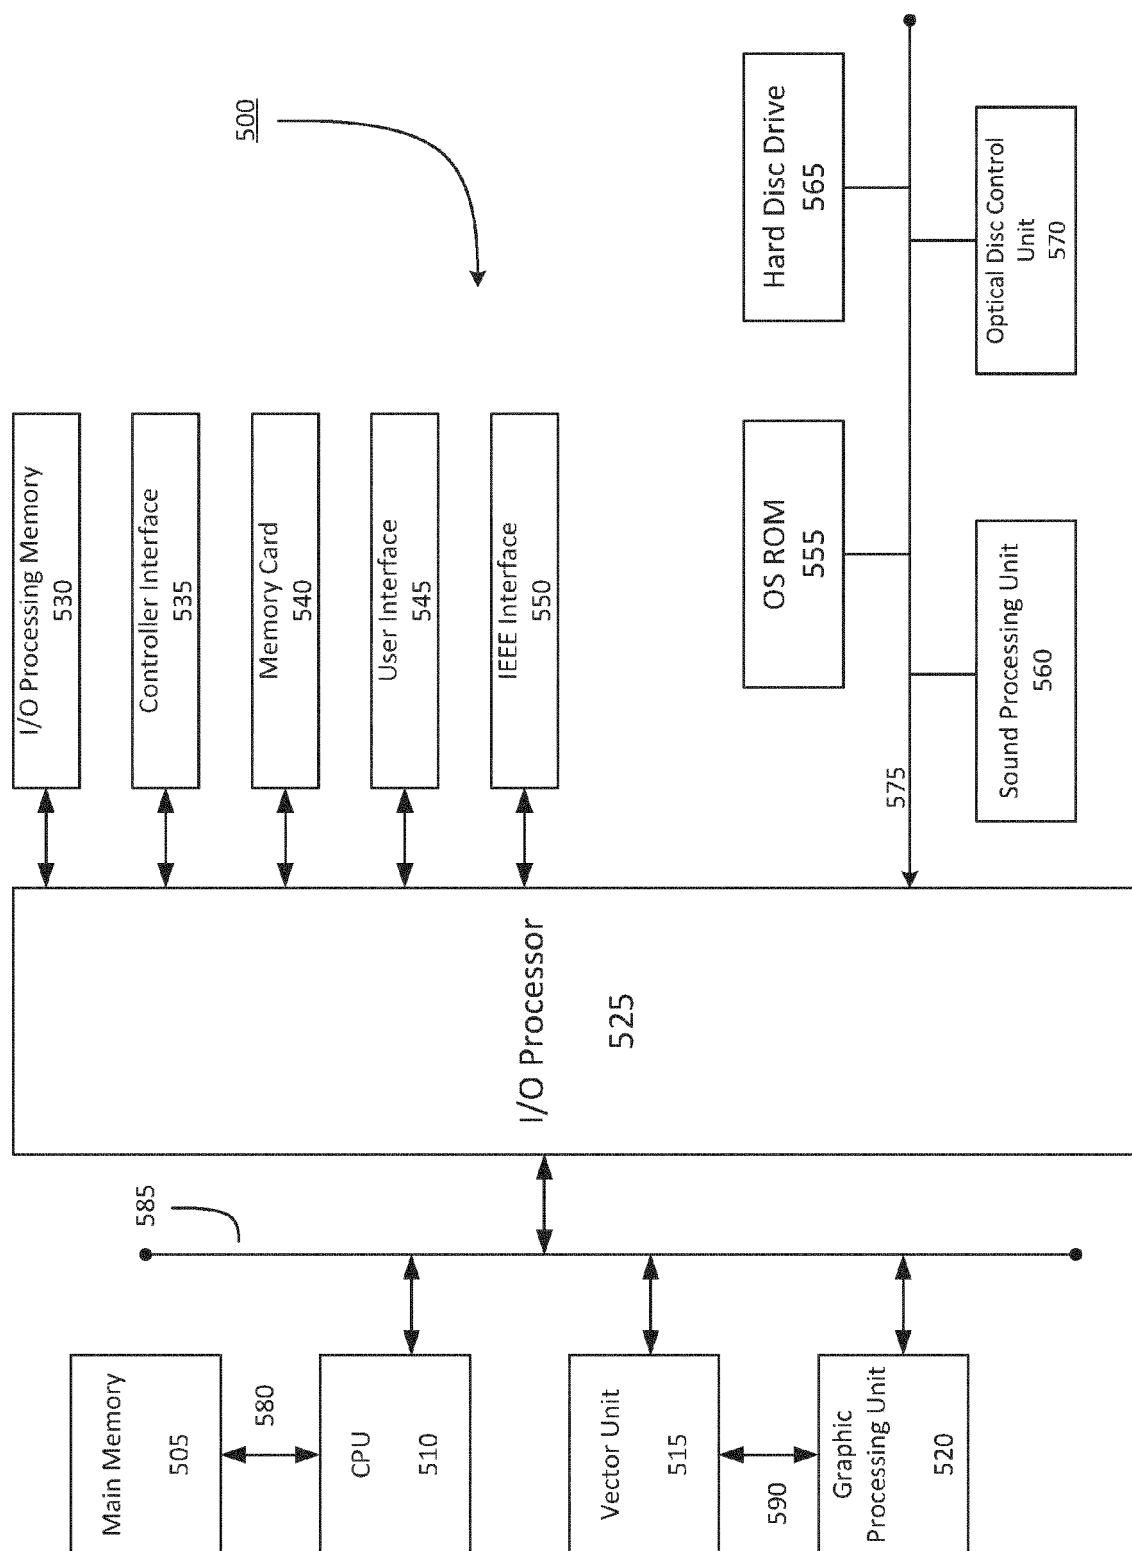 500
Main Memory
505
580
CPU
510
Vector Unit
515
590
Graphic
Processing Unit
520
585
I/O Processor
525
I/O Processing Memory
530
Controller Interface
535
Memory Card
540
User Interface
545
IEEE Interface
550
575
OS ROM
555
Sound Processing Unit
560
Hard Disc Drive
565
Optical Disc Control
Unit
570